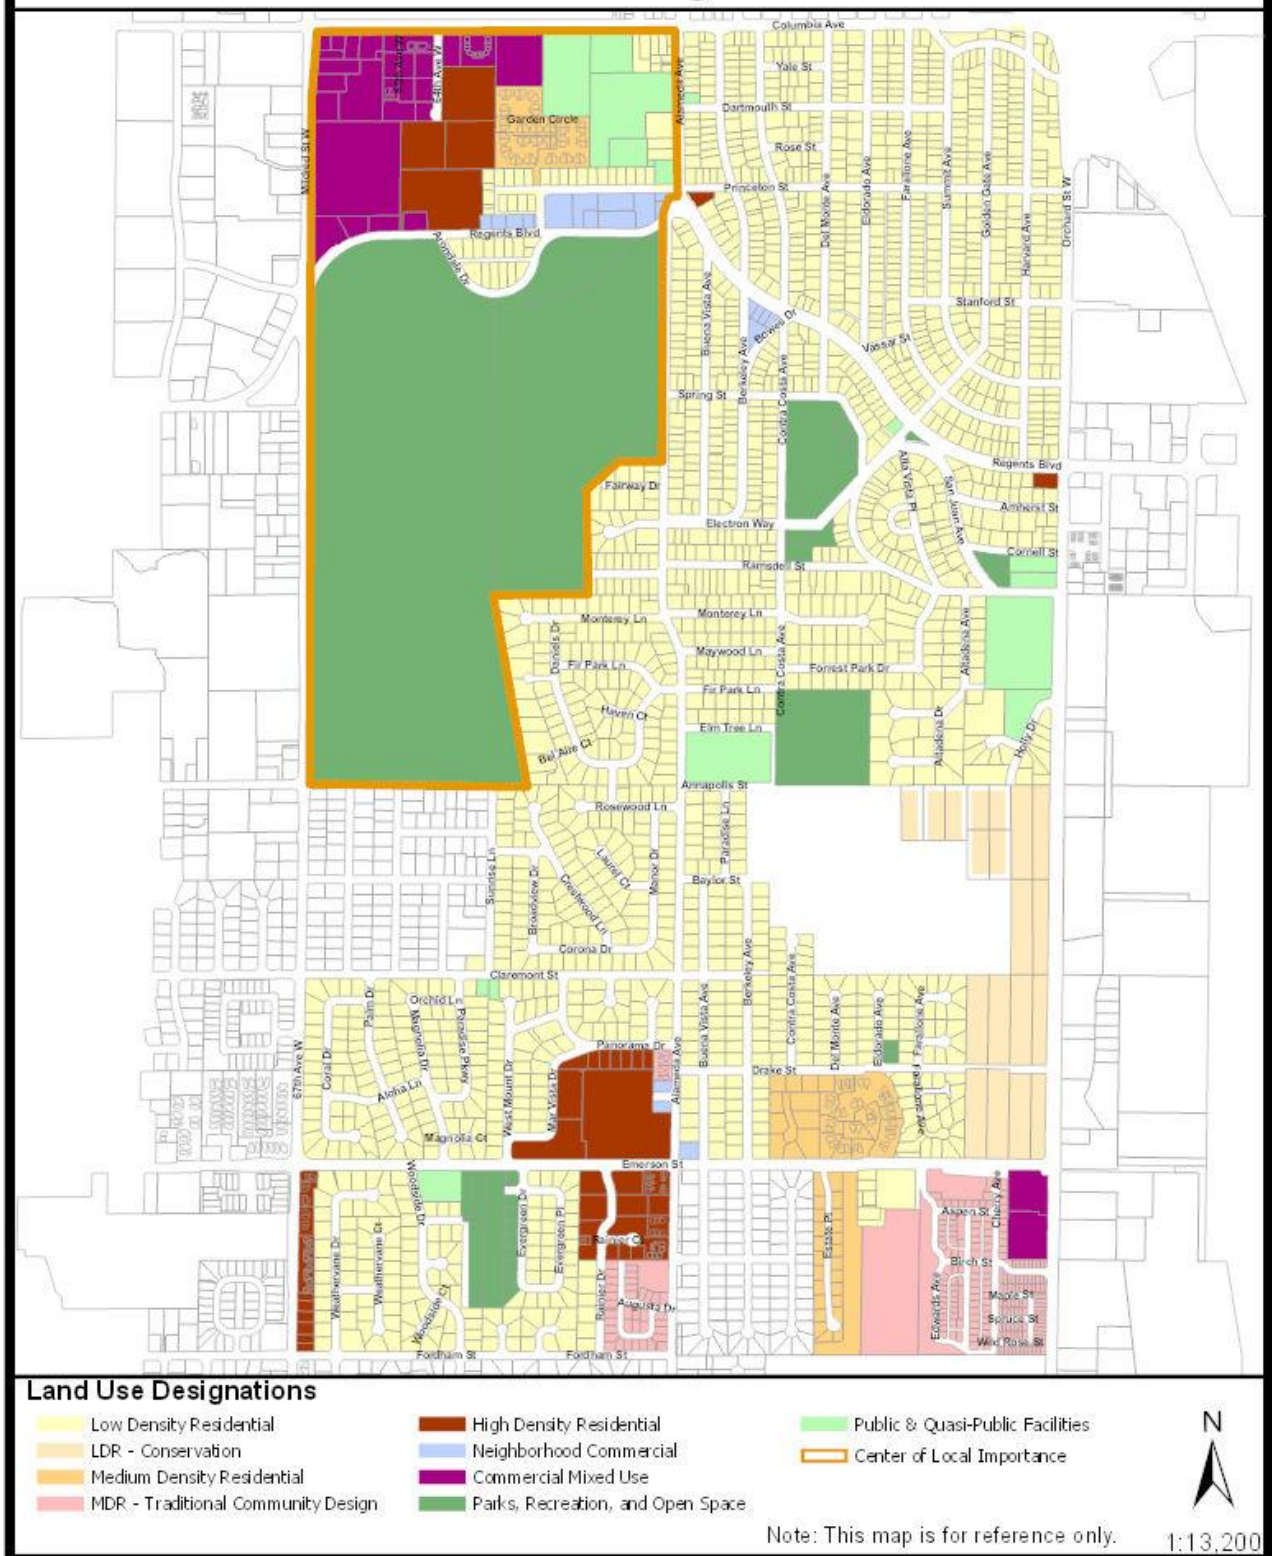 Columbia Ave
Yale St
Dartmouth St
Garden Circle
64th Ave W
Alameda Ave
Mildred St W
Rose St
Princeton St
Del Monte Ave
Eldorado Ave
Farallone Ave
Summit Ave
Golden Gate Ave
Harvard Ave
Orchard St W
Regents Blvd
Avondale Dr
Stanford St
Buena Vista Ave
Bowes Dr
Vassar St
Berkeley Ave
Contra Costa Ave
Spring St
Regents Blvd
Alta Vista Pl
San Juan Ave
Fairway Dr
Amherst St
Electron Way
Cornell St
Ramsdell St
Monterey Ln
Monterey Ln
Daniels Dr
Contra Costa Ave
Altadena Ave
Maywood Ln
Fir Park Ln
Forrest Park Dr
Fir Park Ln
Haven Ct
Elm Tree Ln
Altadena Dr
Holly Dr
Bel Aire Ct
Annapolis St
Rosewood Ln
Paradise Ln
Sunrise Ln
Laurel Ct
Manor Dr
Broadview Dr
Crestwood Ln
Baylor St
Corona Dr
Berkeley Ave
Contra Costa Ave
Claremont St
Orchid Ln
Palm Dr
Magnolia Dr
Paradise Pkwy
Buena Vista Ave
Del Monte Ave
Eldorado Ave
Farallone Ave
67th Ave W
Coral Dr
Panorama Dr
Alameda Ave
Drake St
West Mount Dr
Mar Vista Dr
Aloha Ln
Farallone Ave
Magnolia Ct
Emerson St
Woodside Dr
Evergreen Dr
Evergreen Pl
Weathervane Dr
Weathervane Ct
Rainier Ct
Estate Pl
Aspen St
Cherry Ave
Birch St
Rainier Dr
Augusta Dr
Woodside Ct
Edwards Ave
Maple St
Spruce St
Wild Rose St
Fordham St
Fordham St
Land Use Designations
Low Density Residential
LDR - Conservation
Medium Density Residential
MDR - Traditional Community Design
High Density Residential
Neighborhood Commercial
Commercial Mixed Use
Parks, Recreation, and Open Space
Public & Quasi-Public Facilities
Center of Local Importance
N
Note: This map is for reference only.
1:13,200